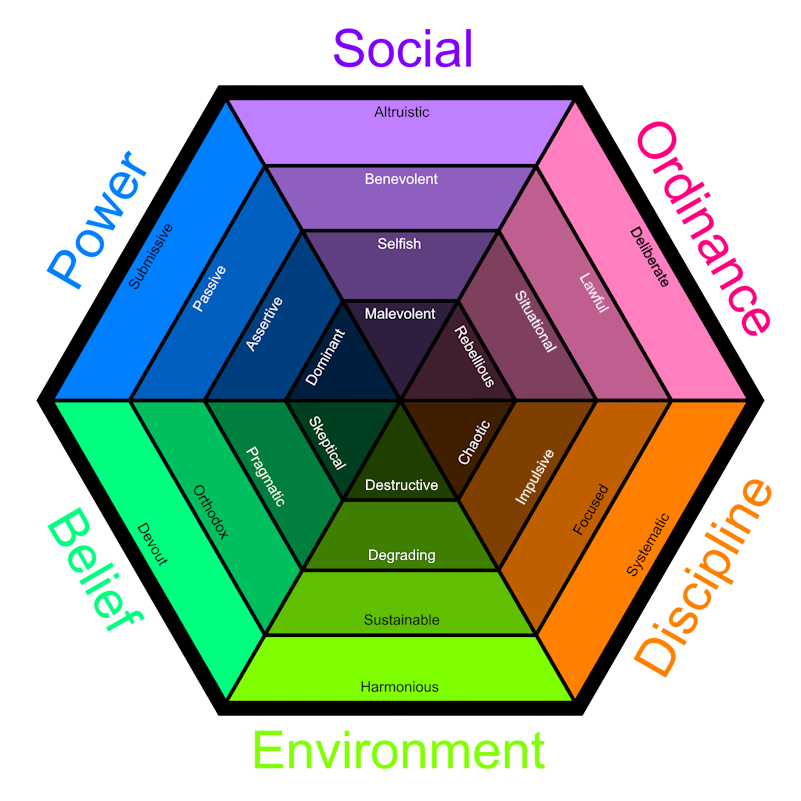 Social
Altruistic
Benevolent
Selfish
Malevolent
Ordinance
Deliberate
Lawful
Situational
Rebellious
Discipline
Systematic
Focused
Impulsive
Chaotic
Environment
Harmonious
Sustainable
Degrading
Destructive
Belief
Devout
Orthodox
Pragmatic
Skeptical
Power
Submissive
Passive
Assertive
Dominant